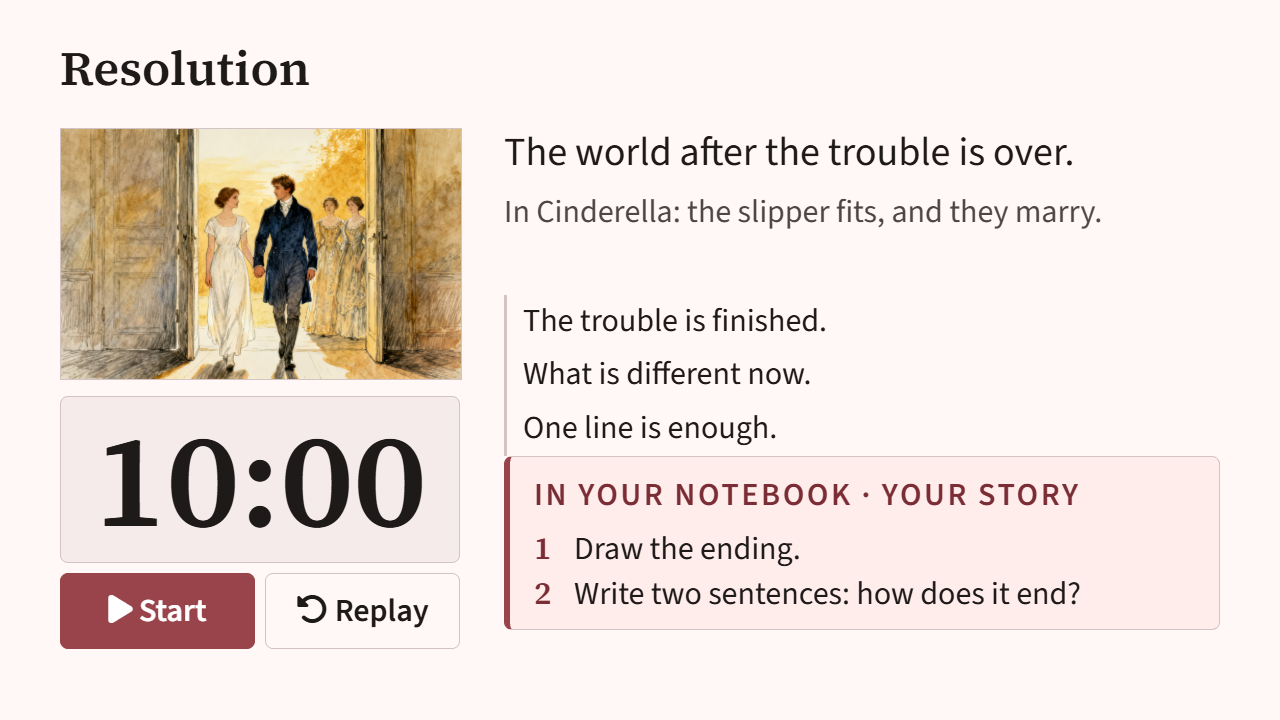 Resolution
The world after the trouble is over.
In Cinderella: the slipper fits, and they marry.
The trouble is finished.
What is different now.
One line is enough.
10:00
Start
Replay
IN YOUR NOTEBOOK · YOUR STORY
1 Draw the ending.
2 Write two sentences: how does it end?